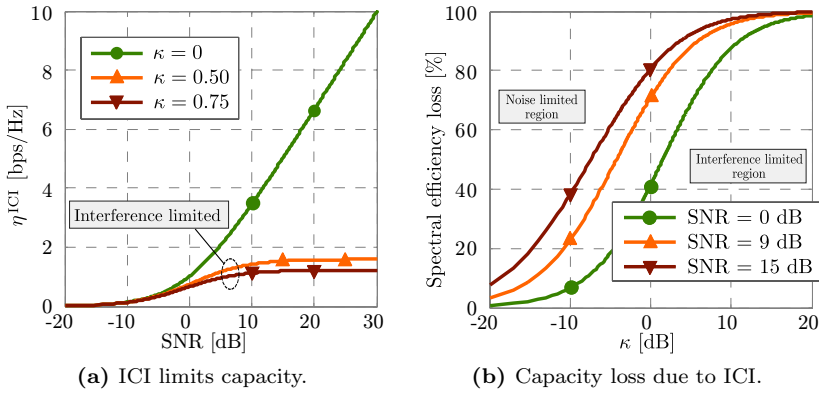 10
8
6
4
2
0
-20
-10
0
10
20
30
SNR [dB]
η^ICI [bps/Hz]
κ = 0
κ = 0.50
κ = 0.75
Interference limited
(a) ICI limits capacity.
100
80
60
40
20
0
-20
-10
0
10
20
κ [dB]
Spectral efficiency loss [%]
Noise limited
region
Interference limited
region
SNR = 0 dB
SNR = 9 dB
SNR = 15 dB
(b) Capacity loss due to ICI.